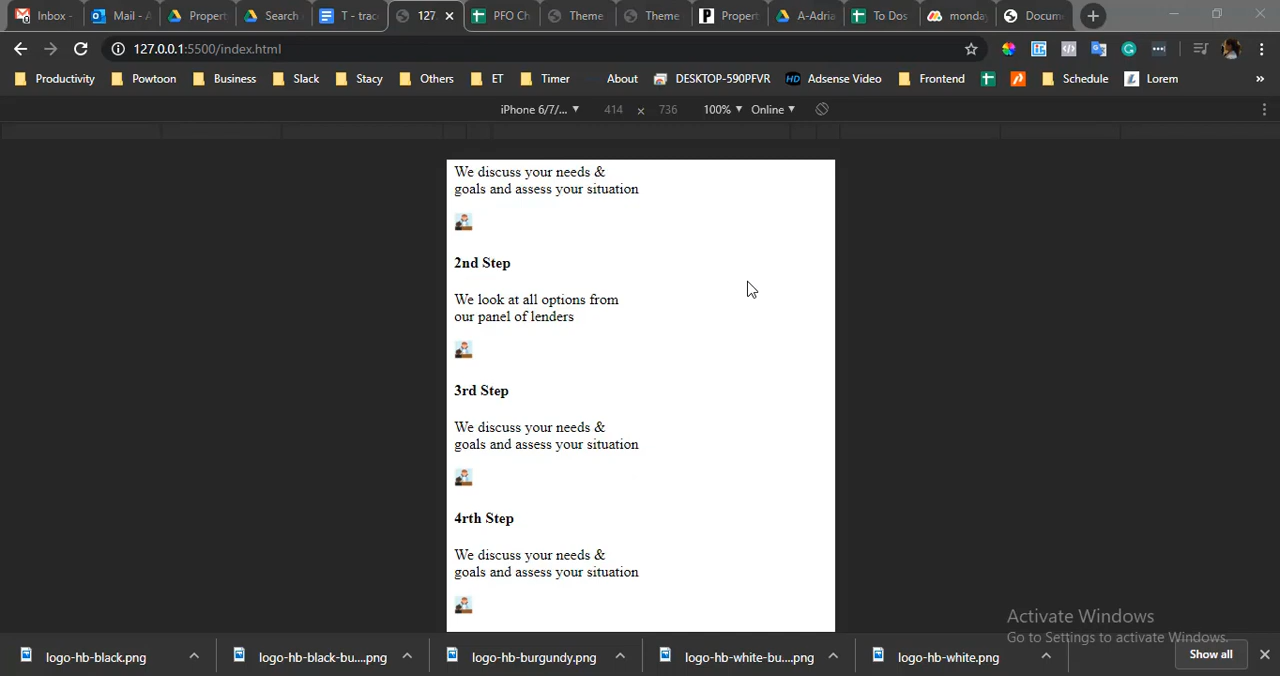 Inbox -
Mail - A
Propert
Search
T - trac
127
PFO Ch
Theme
Theme
Propert
A-Adria
To Dos
monday
Docum
127.0.0.1:5500/index.html
Productivity
Powtoon
Business
Slack
Stacy
Others
ET
Timer
About
DESKTOP-590PFVR
HD
Adsense Video
Frontend
Schedule
L
Lorem
»
iPhone 6/7/... ▼ 414 x 736 100% ▼ Online ▼
We discuss your needs &
goals and assess your situation
2nd Step
We look at all options from
our panel of lenders
3rd Step
We discuss your needs &
goals and assess your situation
4rth Step
We discuss your needs &
goals and assess your situation
Activate Windows
Go to Settings to activate Windows.
logo-hb-black.png
logo-hb-black-bu....png
logo-hb-burgundy.png
logo-hb-white-bu....png
logo-hb-white.png
Show all